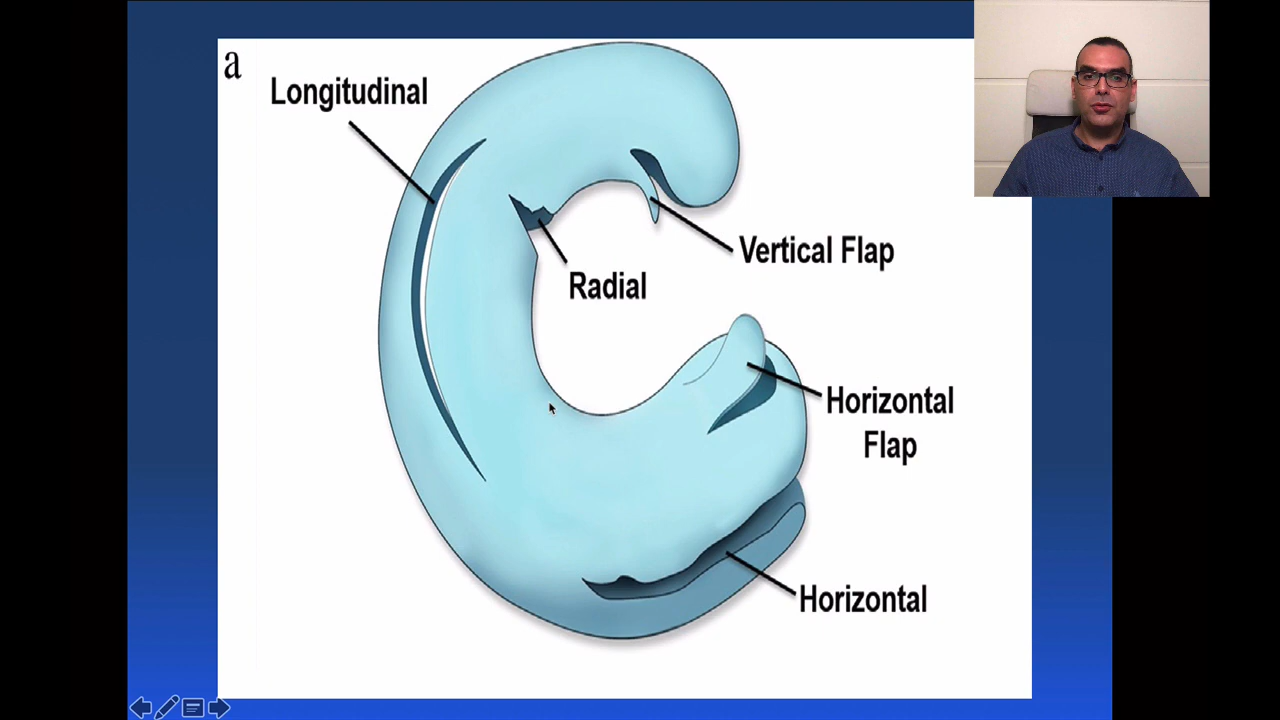 a
Longitudinal
Vertical Flap
Radial
Horizontal
Flap
Horizontal